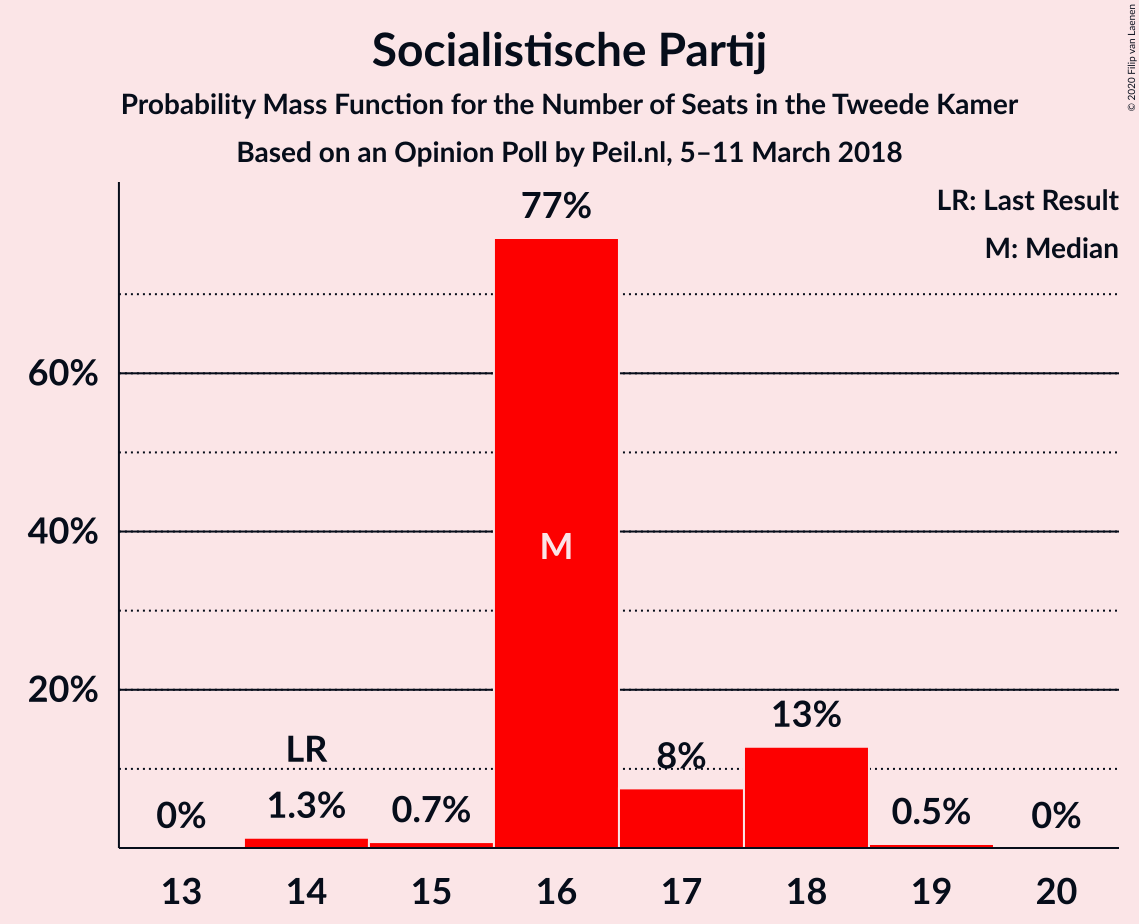 Socialistische Partij
Probability Mass Function for the Number of Seats in the Tweede Kamer
Based on an Opinion Poll by Peil.nl, 5–11 March 2018
© 2020 Filip van Laenen
LR: Last Result
M: Median
77%
60%
40%
M
20%
13%
LR
8%
0%
1.3%
0.7%
0.5%
0%
13 14 15 16 17 18 19 20